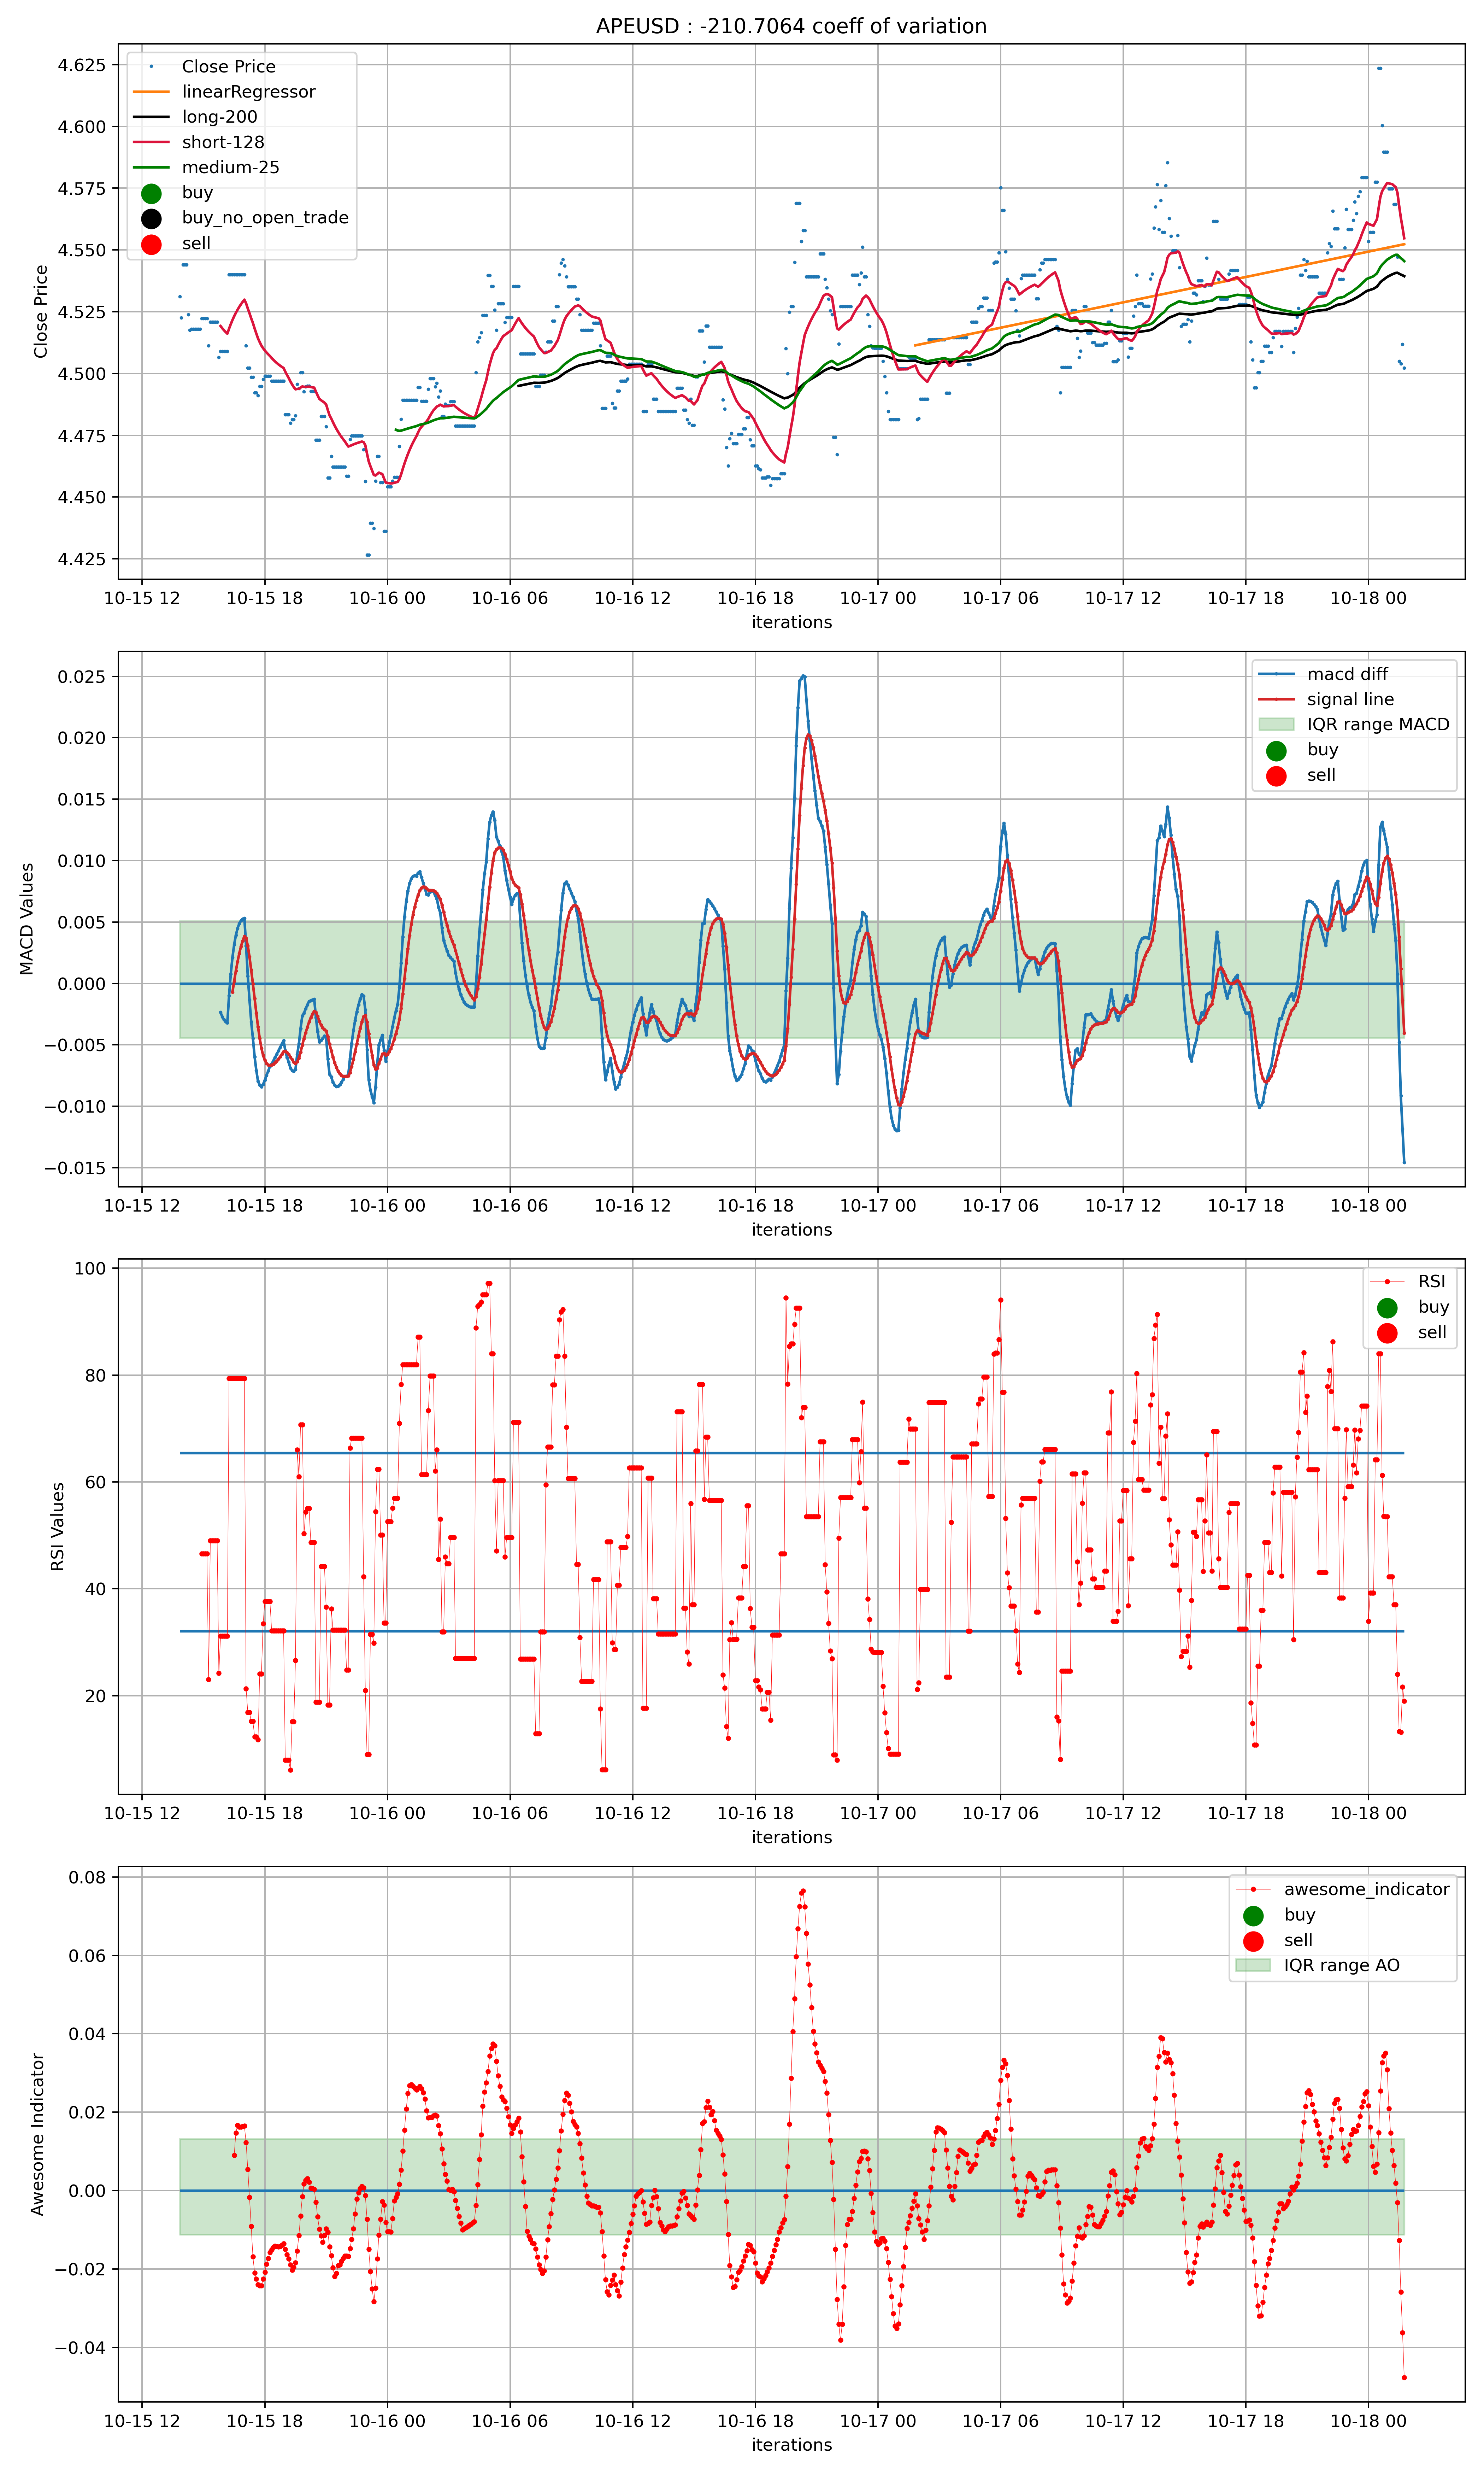 APEUSD : -210.7064 coeff of variation
Close Price
4.625
4.600
4.575
4.550
4.525
4.500
4.475
4.450
4.425
Close Price
linearRegressor
long-200
short-128
medium-25
buy
buy_no_open_trade
sell
10-15 12 10-15 18 10-16 00 10-16 06 10-16 12 10-16 18 10-17 00 10-17 06 10-17 12 10-17 18 10-18 00
iterations
MACD Values
0.025
0.020
0.015
0.010
0.005
0.000
−0.005
−0.010
−0.015
macd diff
signal line
IQR range MACD
buy
sell
10-15 12 10-15 18 10-16 00 10-16 06 10-16 12 10-16 18 10-17 00 10-17 06 10-17 12 10-17 18 10-18 00
iterations
RSI Values
100
80
60
40
20
RSI
buy
sell
10-15 12 10-15 18 10-16 00 10-16 06 10-16 12 10-16 18 10-17 00 10-17 06 10-17 12 10-17 18 10-18 00
iterations
Awesome Indicator
0.08
0.06
0.04
0.02
0.00
−0.02
−0.04
awesome_indicator
buy
sell
IQR range AO
10-15 12 10-15 18 10-16 00 10-16 06 10-16 12 10-16 18 10-17 00 10-17 06 10-17 12 10-17 18 10-18 00
iterations